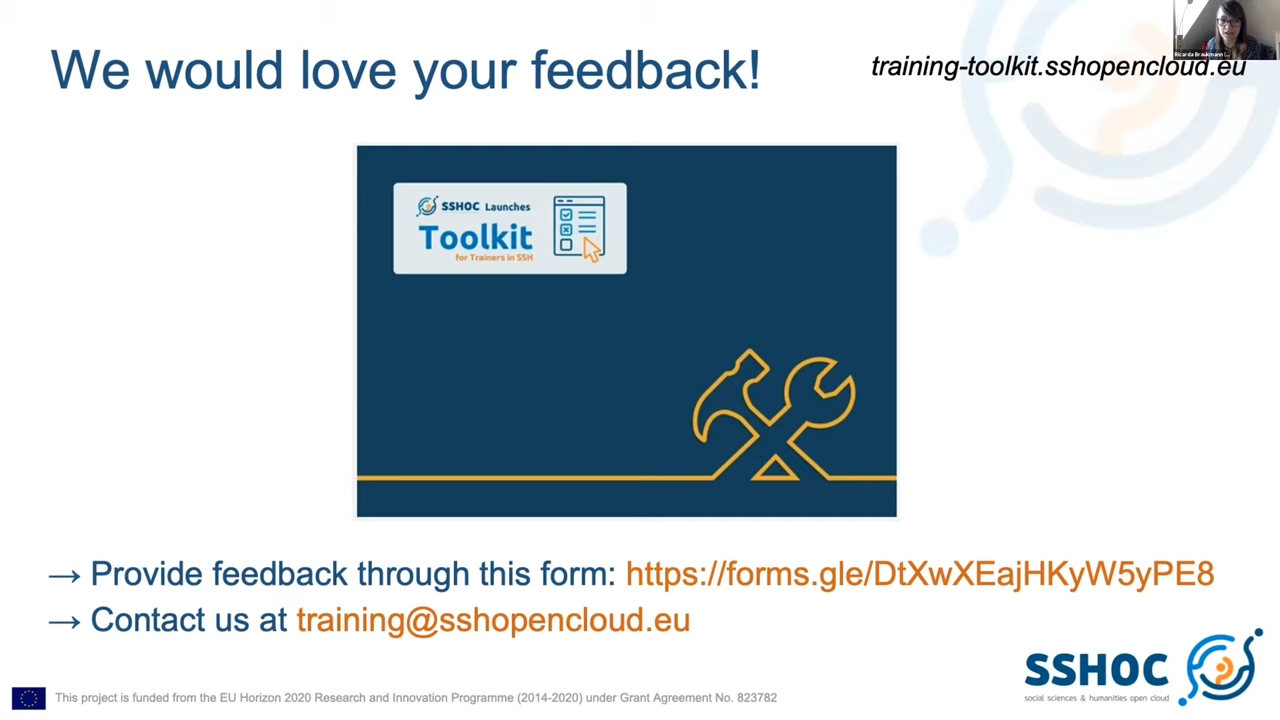 We would love your feedback!
training-toolkit.sshopencloud.eu
Ricarda Braukmann
SSHOC Launches
Toolkit
for Trainers in SSH
→ Provide feedback through this form: https://forms.gle/DtXwXEajHKyW5yPE8
→ Contact us at training@sshopencloud.eu
SSHOC
social sciences & humanities open cloud
This project is funded from the EU Horizon 2020 Research and Innovation Programme (2014-2020) under Grant Agreement No. 823782